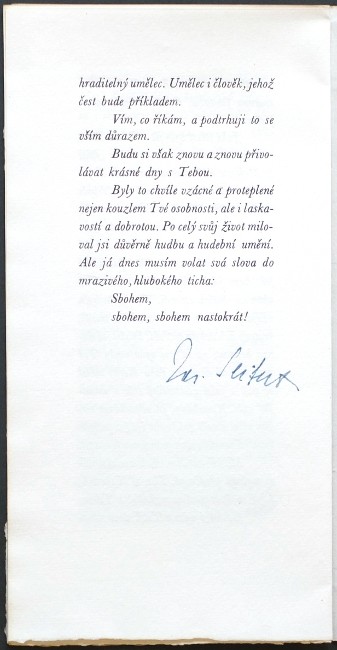 hraditelný umělec. Umělec i člověk, jehož
čest bude příkladem.
Vím, co říkám, a podtrhuji to se
vším důrazem.
Budu si však znovu a znovu přivo-
lávat krásné dny s Tebou.
Byly to chvíle vzácné a proteplené
nejen kouzlem Tvé osobnosti, ale i laska-
vostí a dobrotou. Po celý svůj život milo-
val jsi důvěrně hudbu a hudební umění.
Ale já dnes musím volat svá slova do
mrazivého, hlubokého ticha:
Sbohem,
sbohem, sbohem nastokrát!
Jar. Seifert